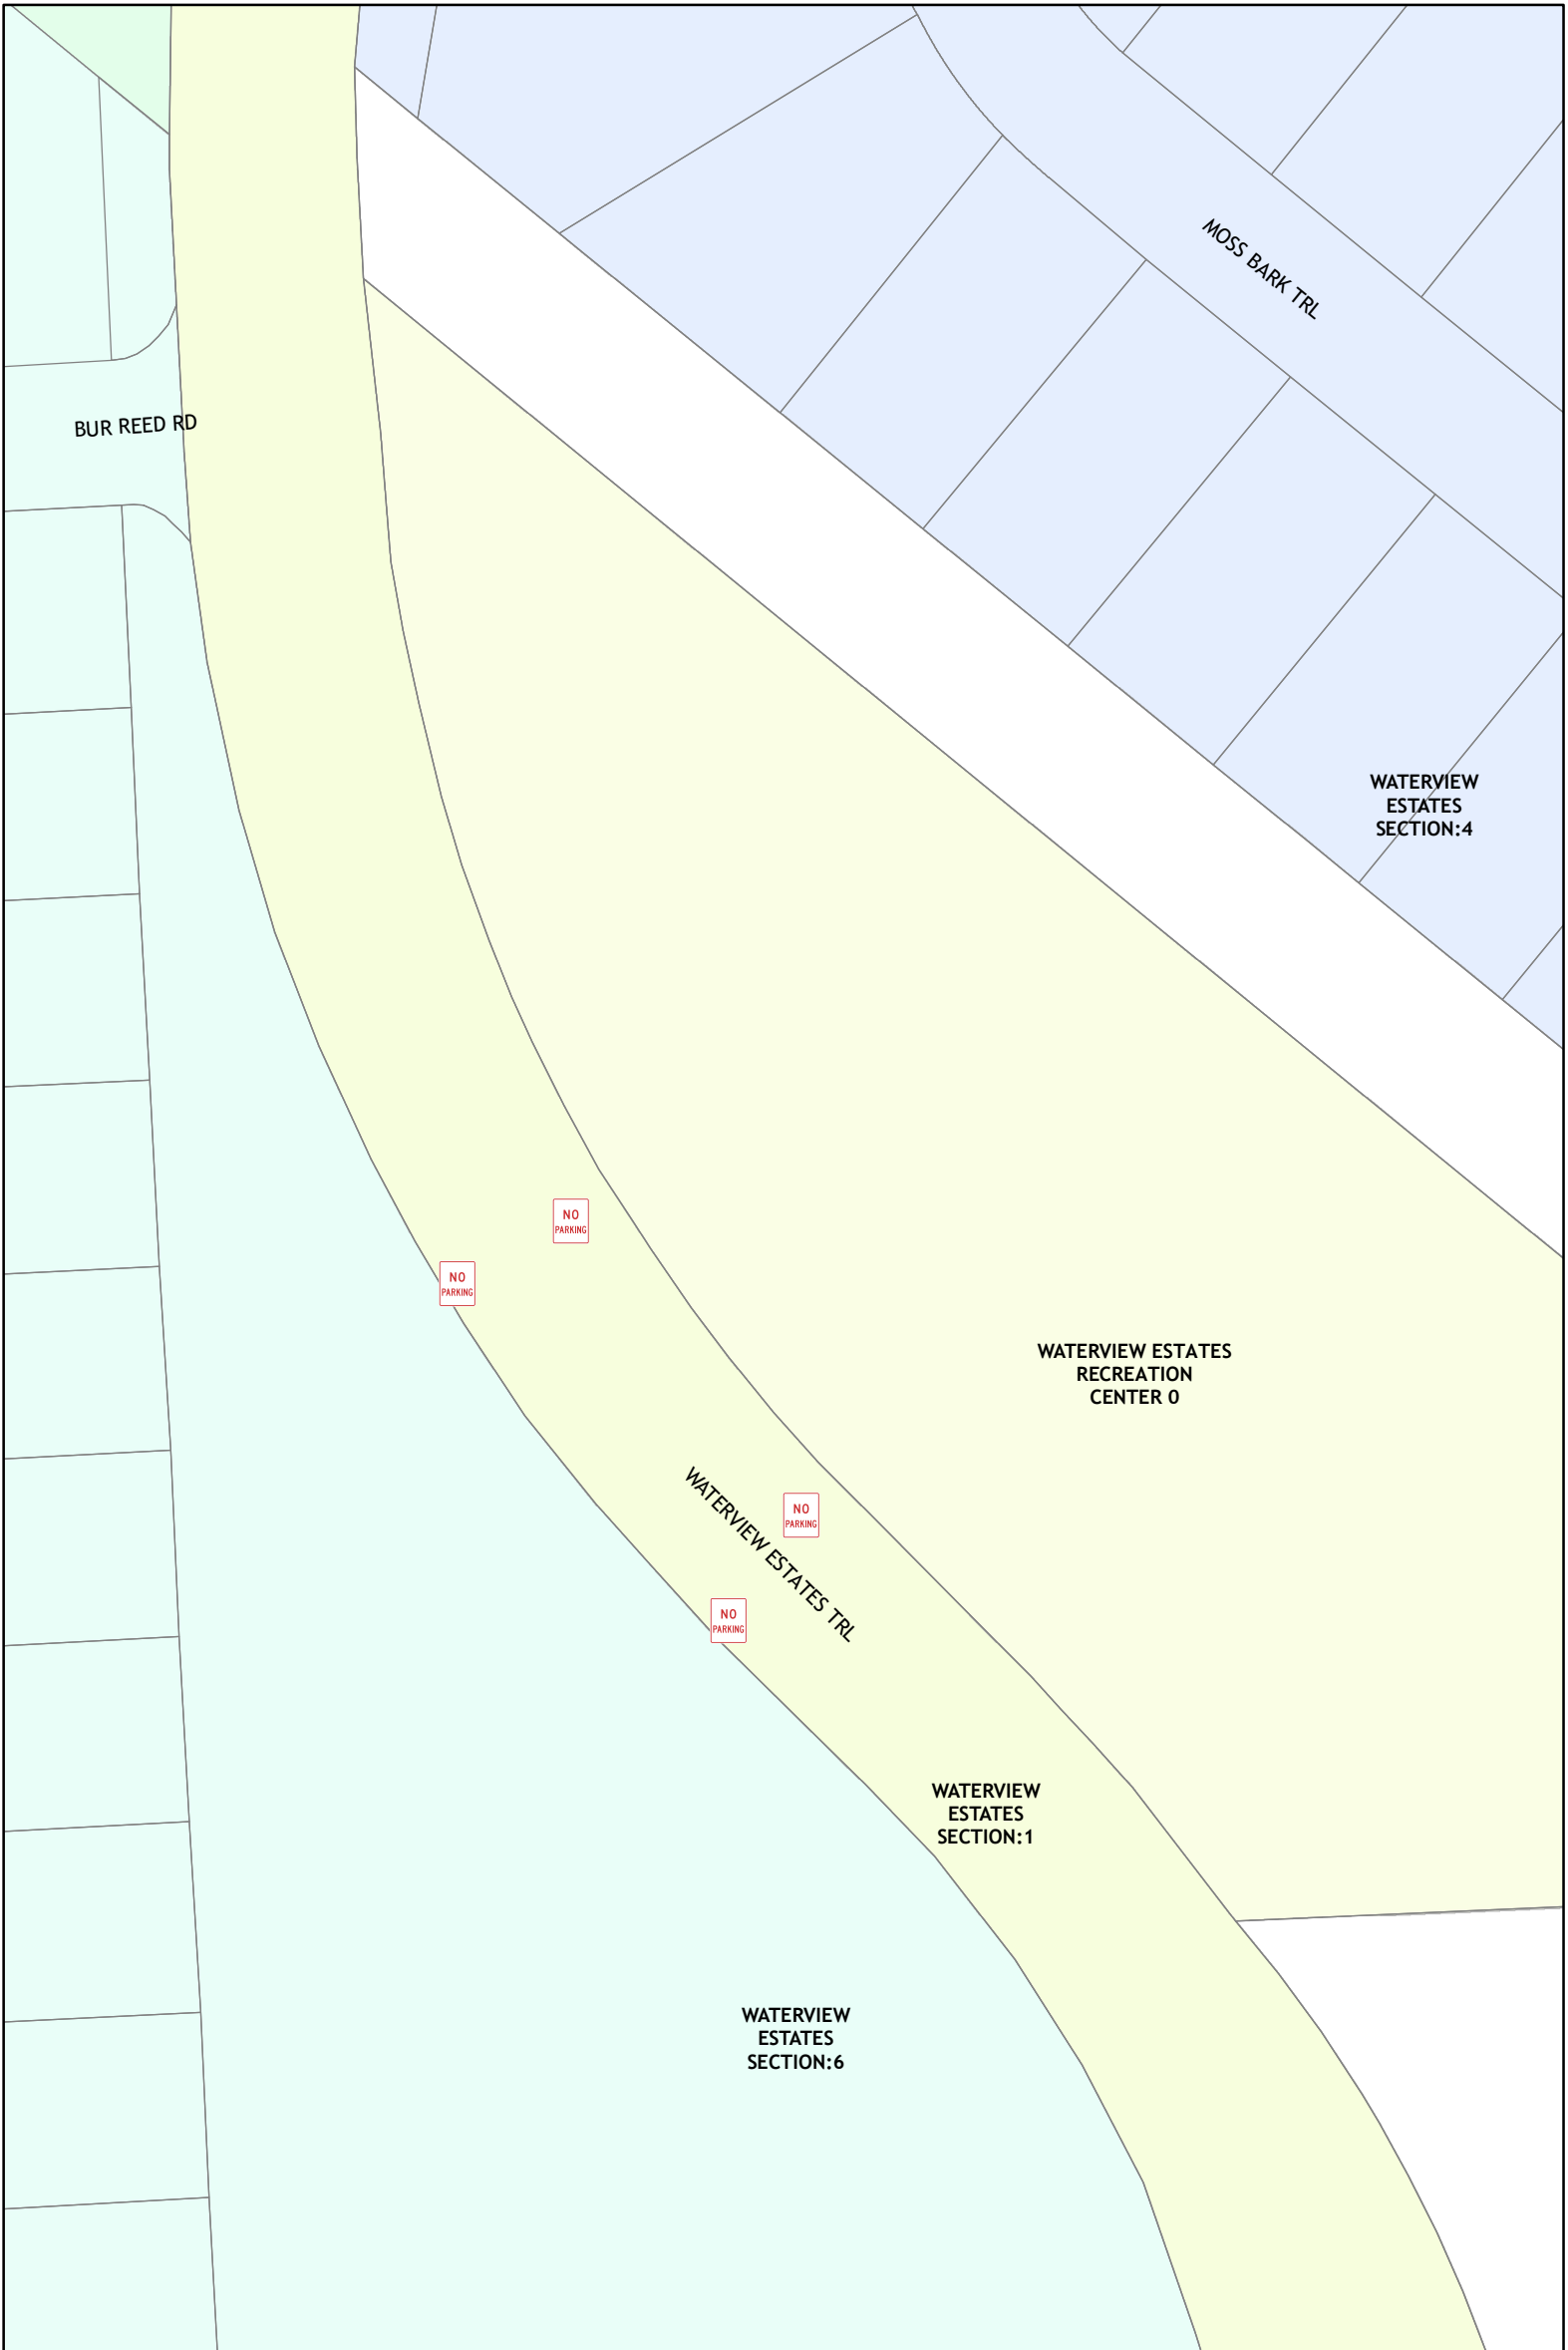 MOSS BARK TRL
BUR REED RD
WATERVIEW
ESTATES
SECTION:4
NO
PARKING
NO
PARKING
WATERVIEW ESTATES
RECREATION
CENTER 0
WATERVIEW ESTATES TRL
NO
PARKING
NO
PARKING
WATERVIEW
ESTATES
SECTION:1
WATERVIEW
ESTATES
SECTION:6